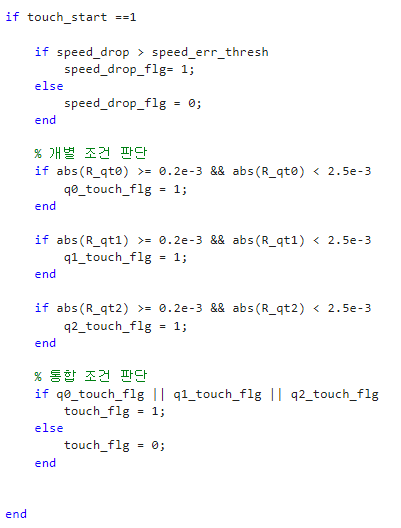 if touch_start ==1
if speed_drop > speed_err_thresh
speed_drop_flg= 1;
else
speed_drop_flg = 0;
end
% 개별 조건 판단
if abs(R_qt0) >= 0.2e-3 && abs(R_qt0) < 2.5e-3
q0_touch_flg = 1;
end
if abs(R_qt1) >= 0.2e-3 && abs(R_qt1) < 2.5e-3
q1_touch_flg = 1;
end
if abs(R_qt2) >= 0.2e-3 && abs(R_qt2) < 2.5e-3
q2_touch_flg = 1;
end
% 통합 조건 판단
if q0_touch_flg || q1_touch_flg || q2_touch_flg
touch_flg = 1;
else
touch_flg = 0;
end
end